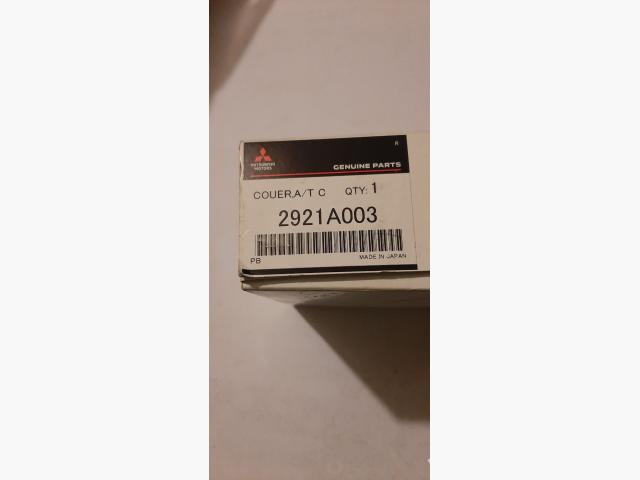 R
MITSUBISHI
MOTORS
GENUINE PARTS
COUER,A/T C QTY: 1
2921A003
PB MADE IN JAPAN